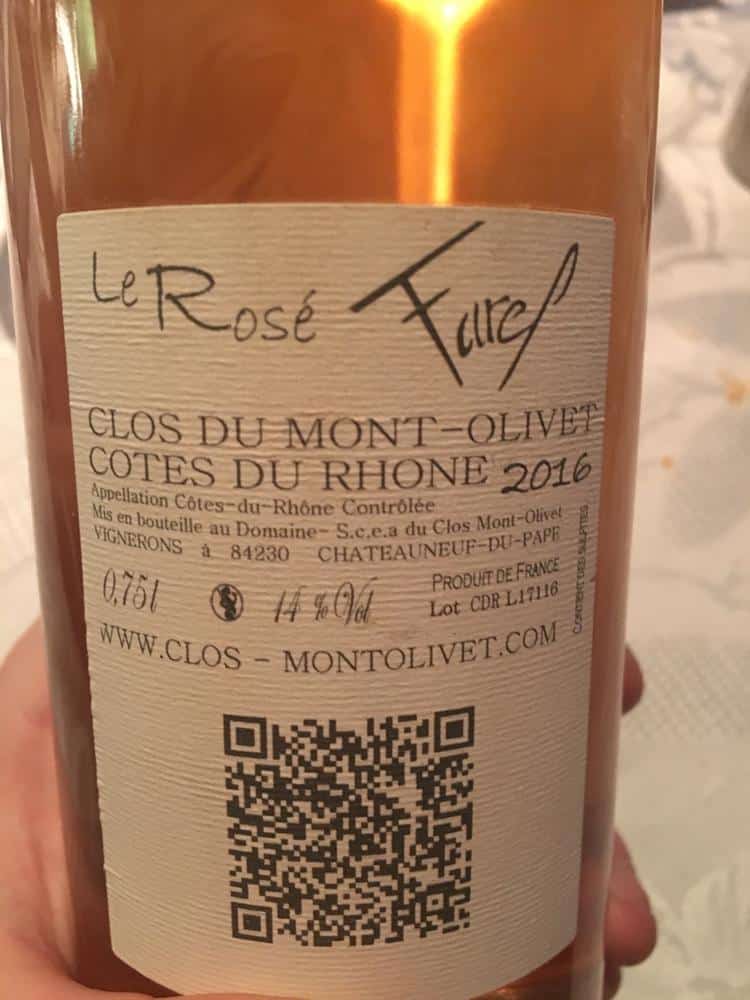 Le Rosé Farel
CLOS DU MONT-OLIVET
COTES DU RHONE 2016
Appellation Côtes-du-Rhône Contrôlée
Mis en bouteille au Domaine- S.c.e.a du Clos Mont-Olivet
VIGNERONS à 84230 CHATEAUNEUF-DU-PAPE
0,75l 14 % Vol
PRODUIT DE FRANCE
Lot CDR L17116
CONTIENT DES SULFITES
WWW.CLOS - MONTOLIVET.COM